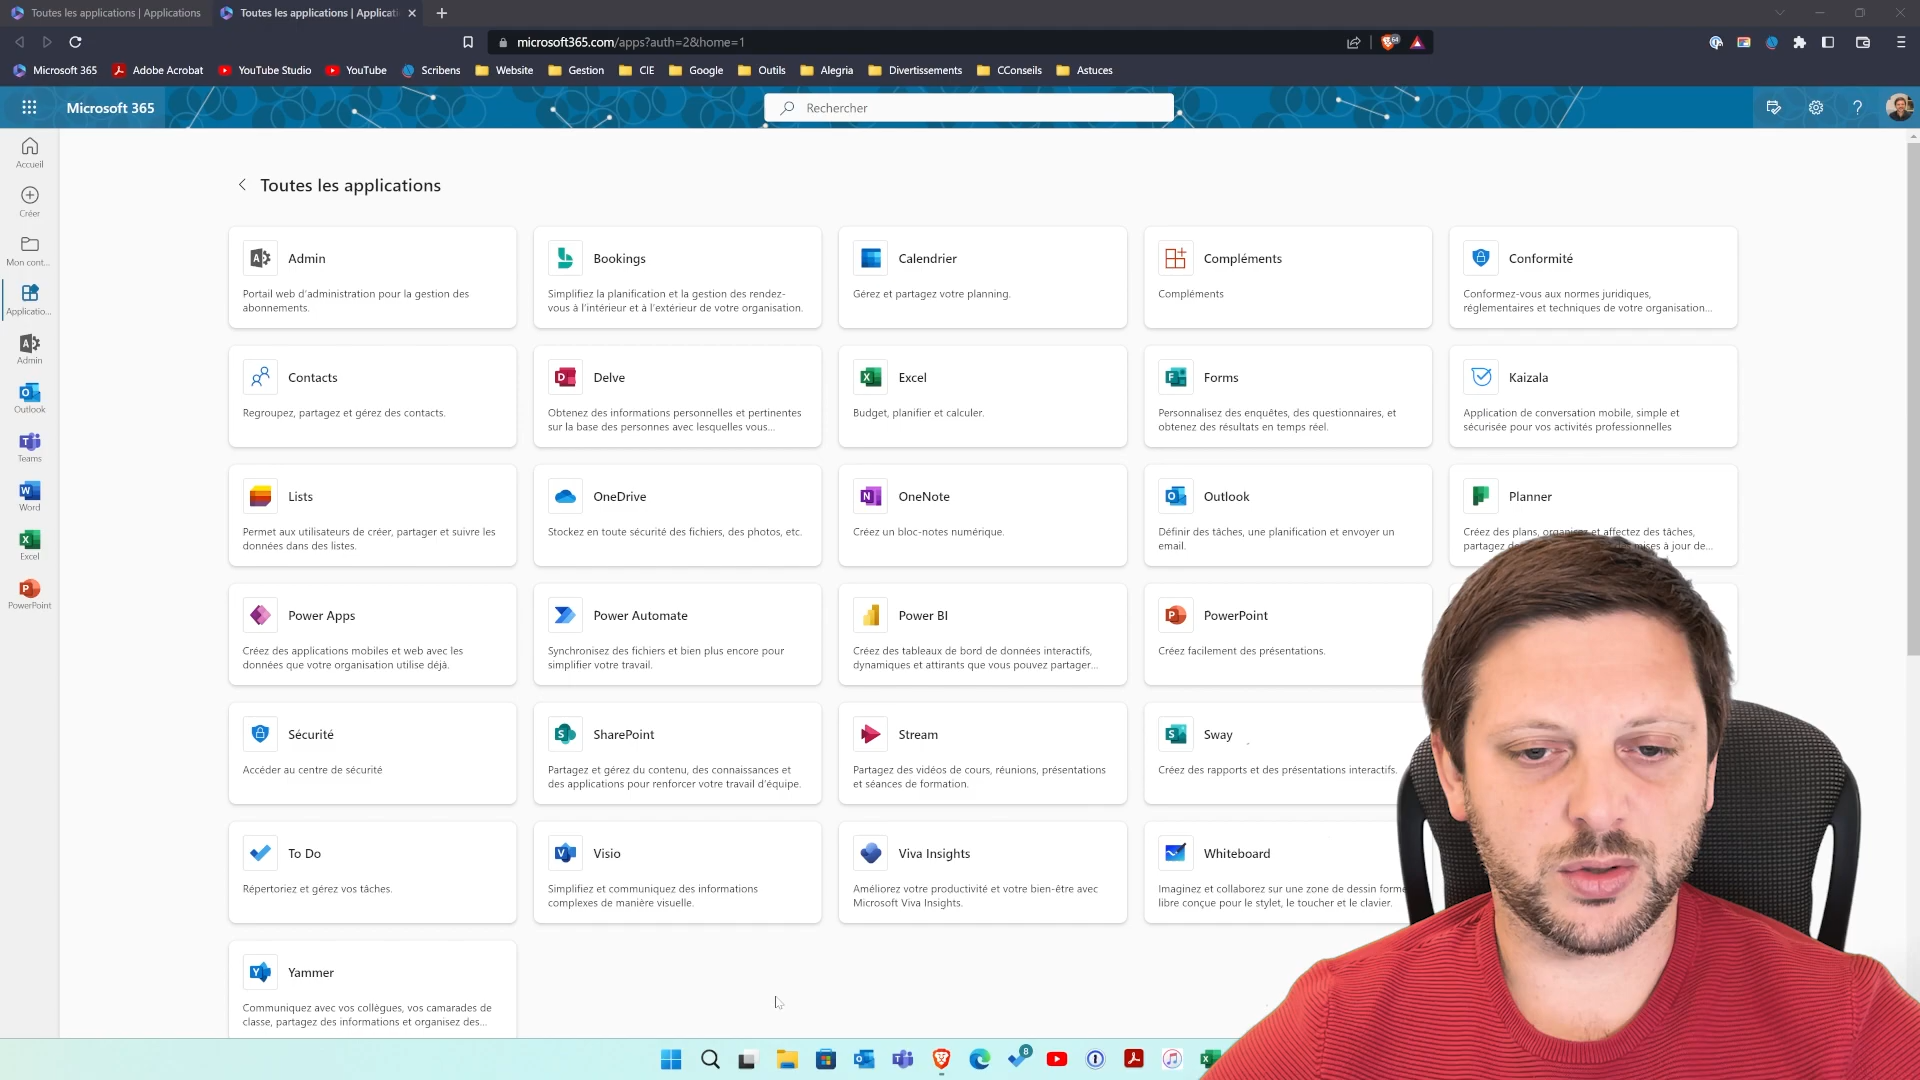 Toutes les applications | Applications
Toutes les applications | Applicati
microsoft365.com/apps?auth=2&home=1
Microsoft 365
Adobe Acrobat
YouTube Studio
YouTube
Scribens
Website
Gestion
CIE
Google
Outils
Alegria
Divertissements
CConseils
Astuces
Microsoft 365
Rechercher
Accueil
Créer
Mon cont...
Applicatio...
Admin
Outlook
Teams
Word
Excel
PowerPoint
Toutes les applications
Admin
Portail web d'administration pour la gestion des
abonnements.
Bookings
Simplifiez la planification et la gestion des rendez-
vous à l'intérieur et à l'extérieur de votre organisation.
Calendrier
Gérez et partagez votre planning.
Compléments
Compléments
Conformité
Conformez-vous aux normes juridiques,
réglementaires et techniques de votre organisation...
Contacts
Regroupez, partagez et gérez des contacts.
Delve
Obtenez des informations personnelles et pertinentes
sur la base des personnes avec lesquelles vous...
Excel
Budget, planifier et calculer.
Forms
Personnalisez des enquêtes, des questionnaires, et
obtenez des résultats en temps réel.
Kaizala
Application de conversation mobile, simple et
sécurisée pour vos activités professionnelles
Lists
Permet aux utilisateurs de créer, partager et suivre les
données dans des listes.
OneDrive
Stockez en toute sécurité des fichiers, des photos, etc.
OneNote
Créez un bloc-notes numérique.
Outlook
Définir des tâches, une planification et envoyer un
email.
Planner
Créez des plans, organisez et affectez des tâches,
partagez mises à jour de...
Power Apps
Créez des applications mobiles et web avec les
données que votre organisation utilise déjà.
Power Automate
Synchronisez des fichiers et bien plus encore pour
simplifier votre travail.
Power BI
Créez des tableaux de bord de données interactifs,
dynamiques et attirants que vous pouvez partager...
PowerPoint
Créez facilement des présentations.
Sécurité
Accéder au centre de sécurité
SharePoint
Partagez et gérez du contenu, des connaissances et
des applications pour renforcer votre travail d'équipe.
Stream
Partagez des vidéos de cours, réunions, présentations
et séances de formation.
Sway
Créez des rapports et des présentations interactifs.
To Do
Répertoriez et gérez vos tâches.
Visio
Simplifiez et communiquez des informations
complexes de manière visuelle.
Viva Insights
Améliorez votre productivité et votre bien-être avec
Microsoft Viva Insights.
Whiteboard
Imaginez et collaborez sur une zone de dessin forme
libre conçue pour le stylet, le toucher et le clavier.
Yammer
Communiquez avec vos collègues, vos camarades de
classe, partagez des informations et organisez des...
8